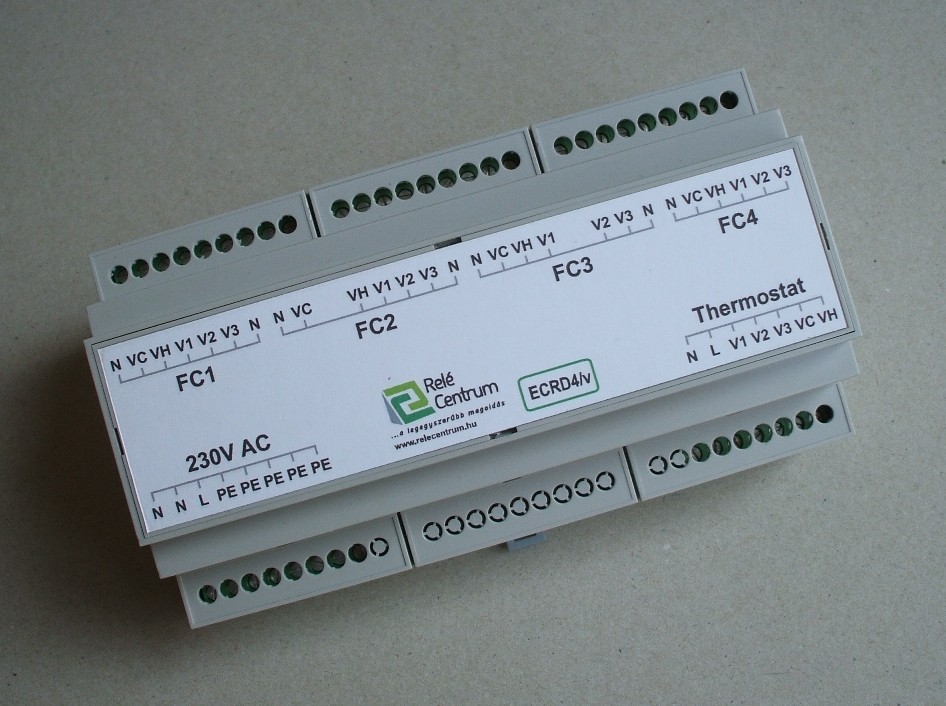 N VC VH V1 V2 V3 N
FC1
N VC VH V1 V2 V3 N
FC2
N VC VH V1 V2 V3 N
FC3
N VC VH V1 V2 V3
FC4
Thermostat
N L V1 V2 V3 VC VH
Relé
Centrum
...a legegyszerűbb megoldás
www.relecentrum.hu
ECRD4/v
230V AC
N N L PE PE PE PE PE